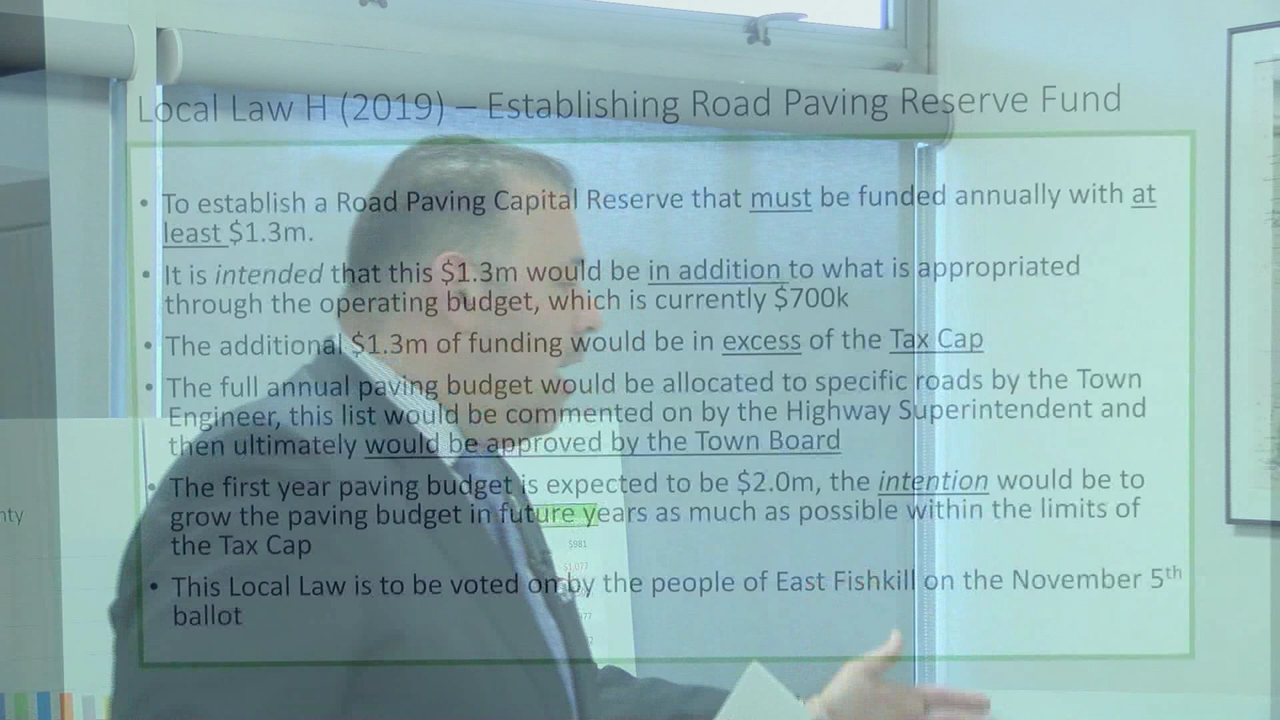 Local Law H (2019) – Establishing Road Paving Reserve Fund
• To establish a Road Paving Capital Reserve that must be funded annually with at
least $1.3m.
• It is intended that this $1.3m would be in addition to what is appropriated
through the operating budget, which is currently $700k
• The additional $1.3m of funding would be in excess of the Tax Cap
• The full annual paving budget would be allocated to specific roads by the Town
Engineer, this list would be commented on by the Highway Superintendent and
then ultimately would be approved by the Town Board
• The first year paving budget is expected to be $2.0m, the intention would be to
grow the paving budget in future years as much as possible within the limits of
the Tax Cap
• This Local Law is to be voted on by the people of East Fishkill on the November 5th
ballot
nty
$981
$1,077